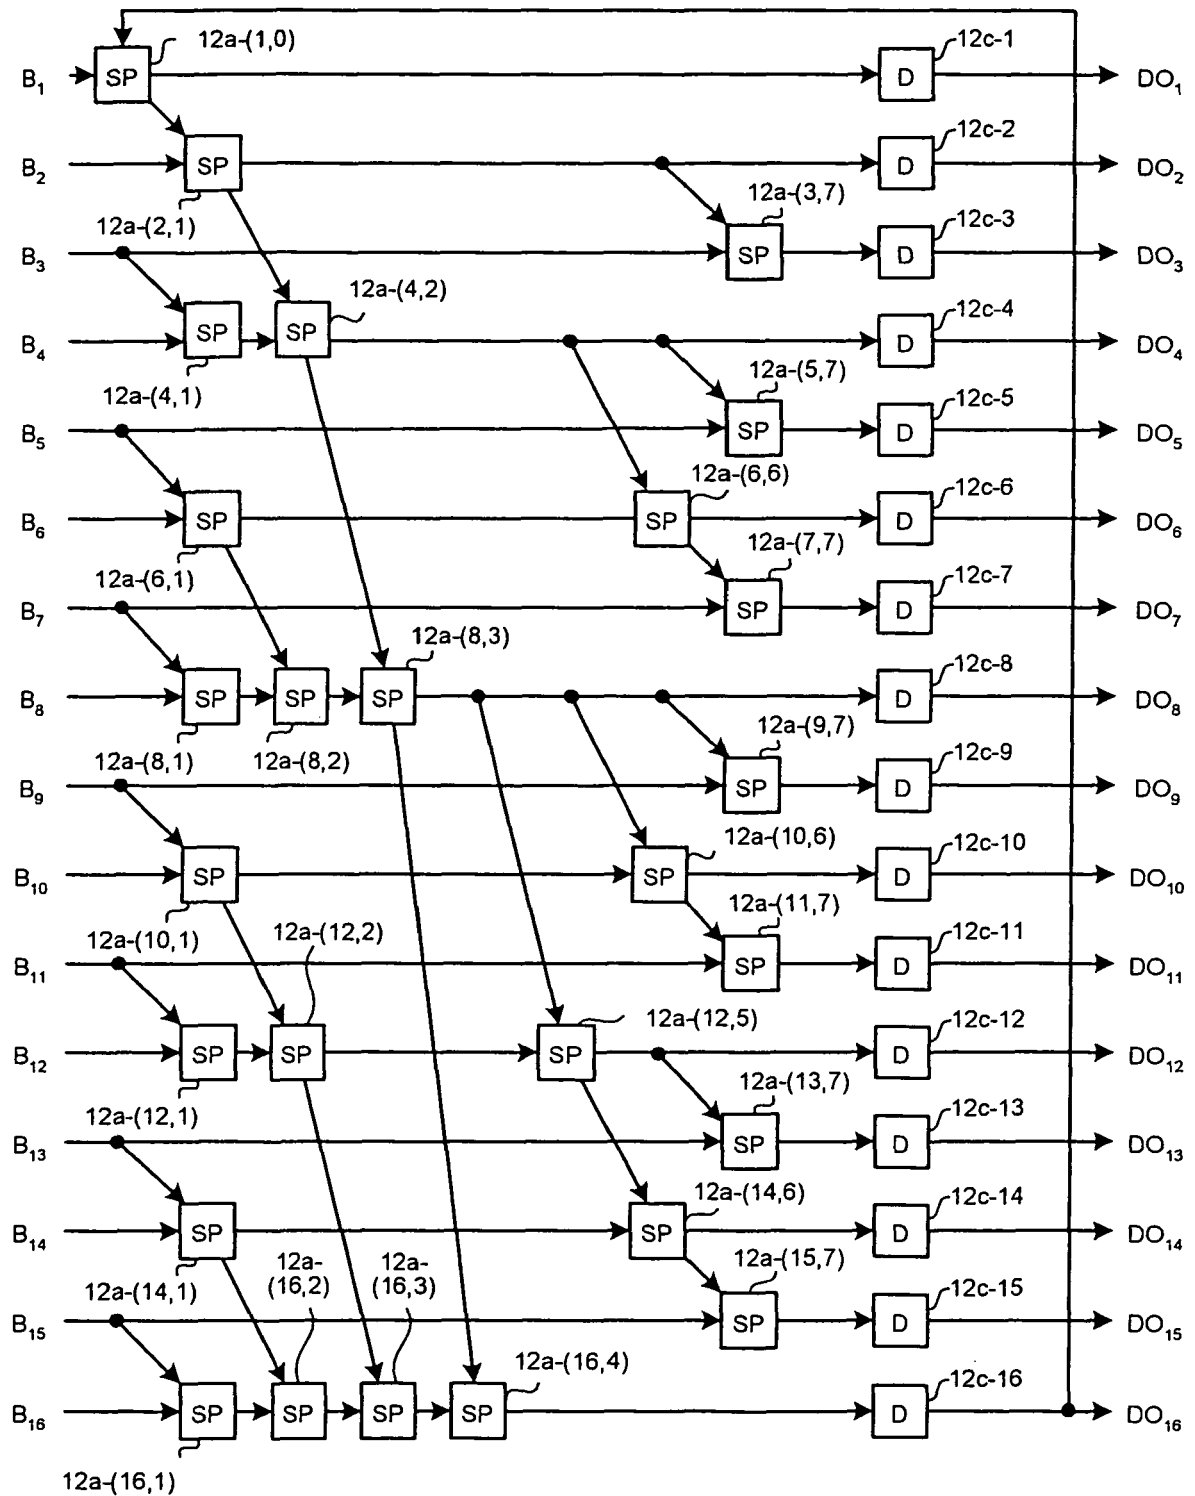 12a-(1,0)
12c-1
B1
SP
D
DO1
12c-2
B2
SP
D
DO2
12a-(3,7)
12a-(2,1)
12c-3
B3
SP
D
DO3
12a-(4,2)
12c-4
B4
SP
SP
D
DO4
12a-(5,7)
12a-(4,1)
12c-5
B5
SP
D
DO5
12a-(6,6)
12c-6
B6
SP
SP
D
DO6
12a-(7,7)
12a-(6,1)
12c-7
B7
SP
D
DO7
12a-(8,3)
12c-8
B8
SP
SP
SP
D
DO8
12a-(9,7)
12a-(8,1)
12a-(8,2)
12c-9
B9
SP
D
DO9
12a-(10,6)
12c-10
B10
SP
SP
D
DO10
12a-(11,7)
12a-(10,1)
12a-(12,2)
12c-11
B11
SP
D
DO11
12a-(12,5)
12c-12
B12
SP
SP
SP
D
DO12
12a-(13,7)
12a-(12,1)
12c-13
B13
SP
D
DO13
12a-(14,6)
12c-14
B14
SP
SP
D
DO14
12a-(14,1)
12a-
(16,2)
12a-
(16,3)
12a-(15,7)
12c-15
B15
SP
D
DO15
12a-(16,4)
12c-16
B16
SP
SP
SP
SP
D
DO16
12a-(16,1)